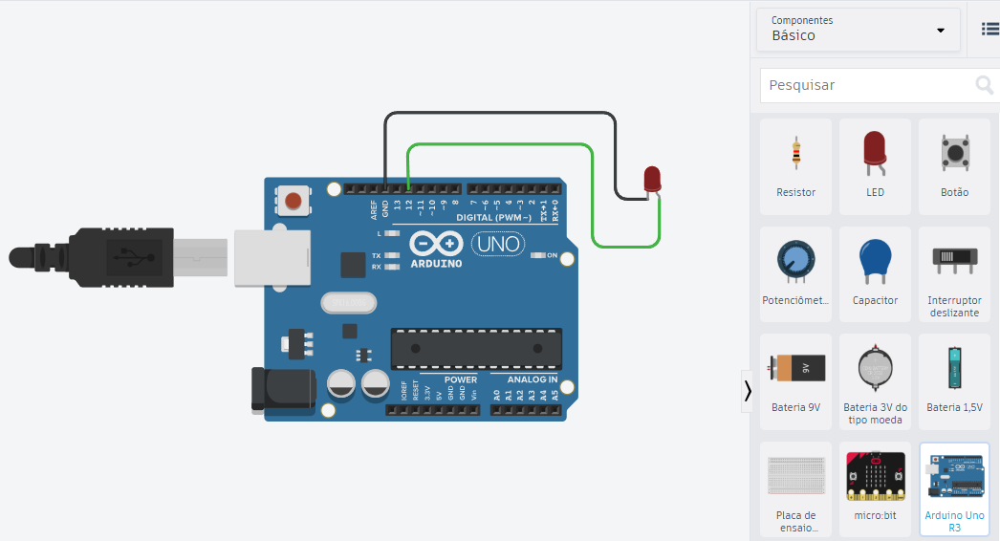 Componentes
Básico
Pesquisar
Resistor
LED
Botão
Potenciômet...
Capacitor
Interruptor
deslizante
9V
Bateria 9V
Bateria 3V do
tipo moeda
Bateria 1,5V
Placa de
ensaio...
micro:bit
Arduino Uno
R3
AREF
GND
13
12
~11
~10
~9
8
7
~6
~5
4
~3
2
TX→1
RX←0
DIGITAL (PWM~)
L
TX
RX
ARDUINO
UNO
ON
POWER
ANALOG IN
IOREF
RESET
3.3V
5V
GND
GND
Vin
A0
A1
A2
A3
A4
A5